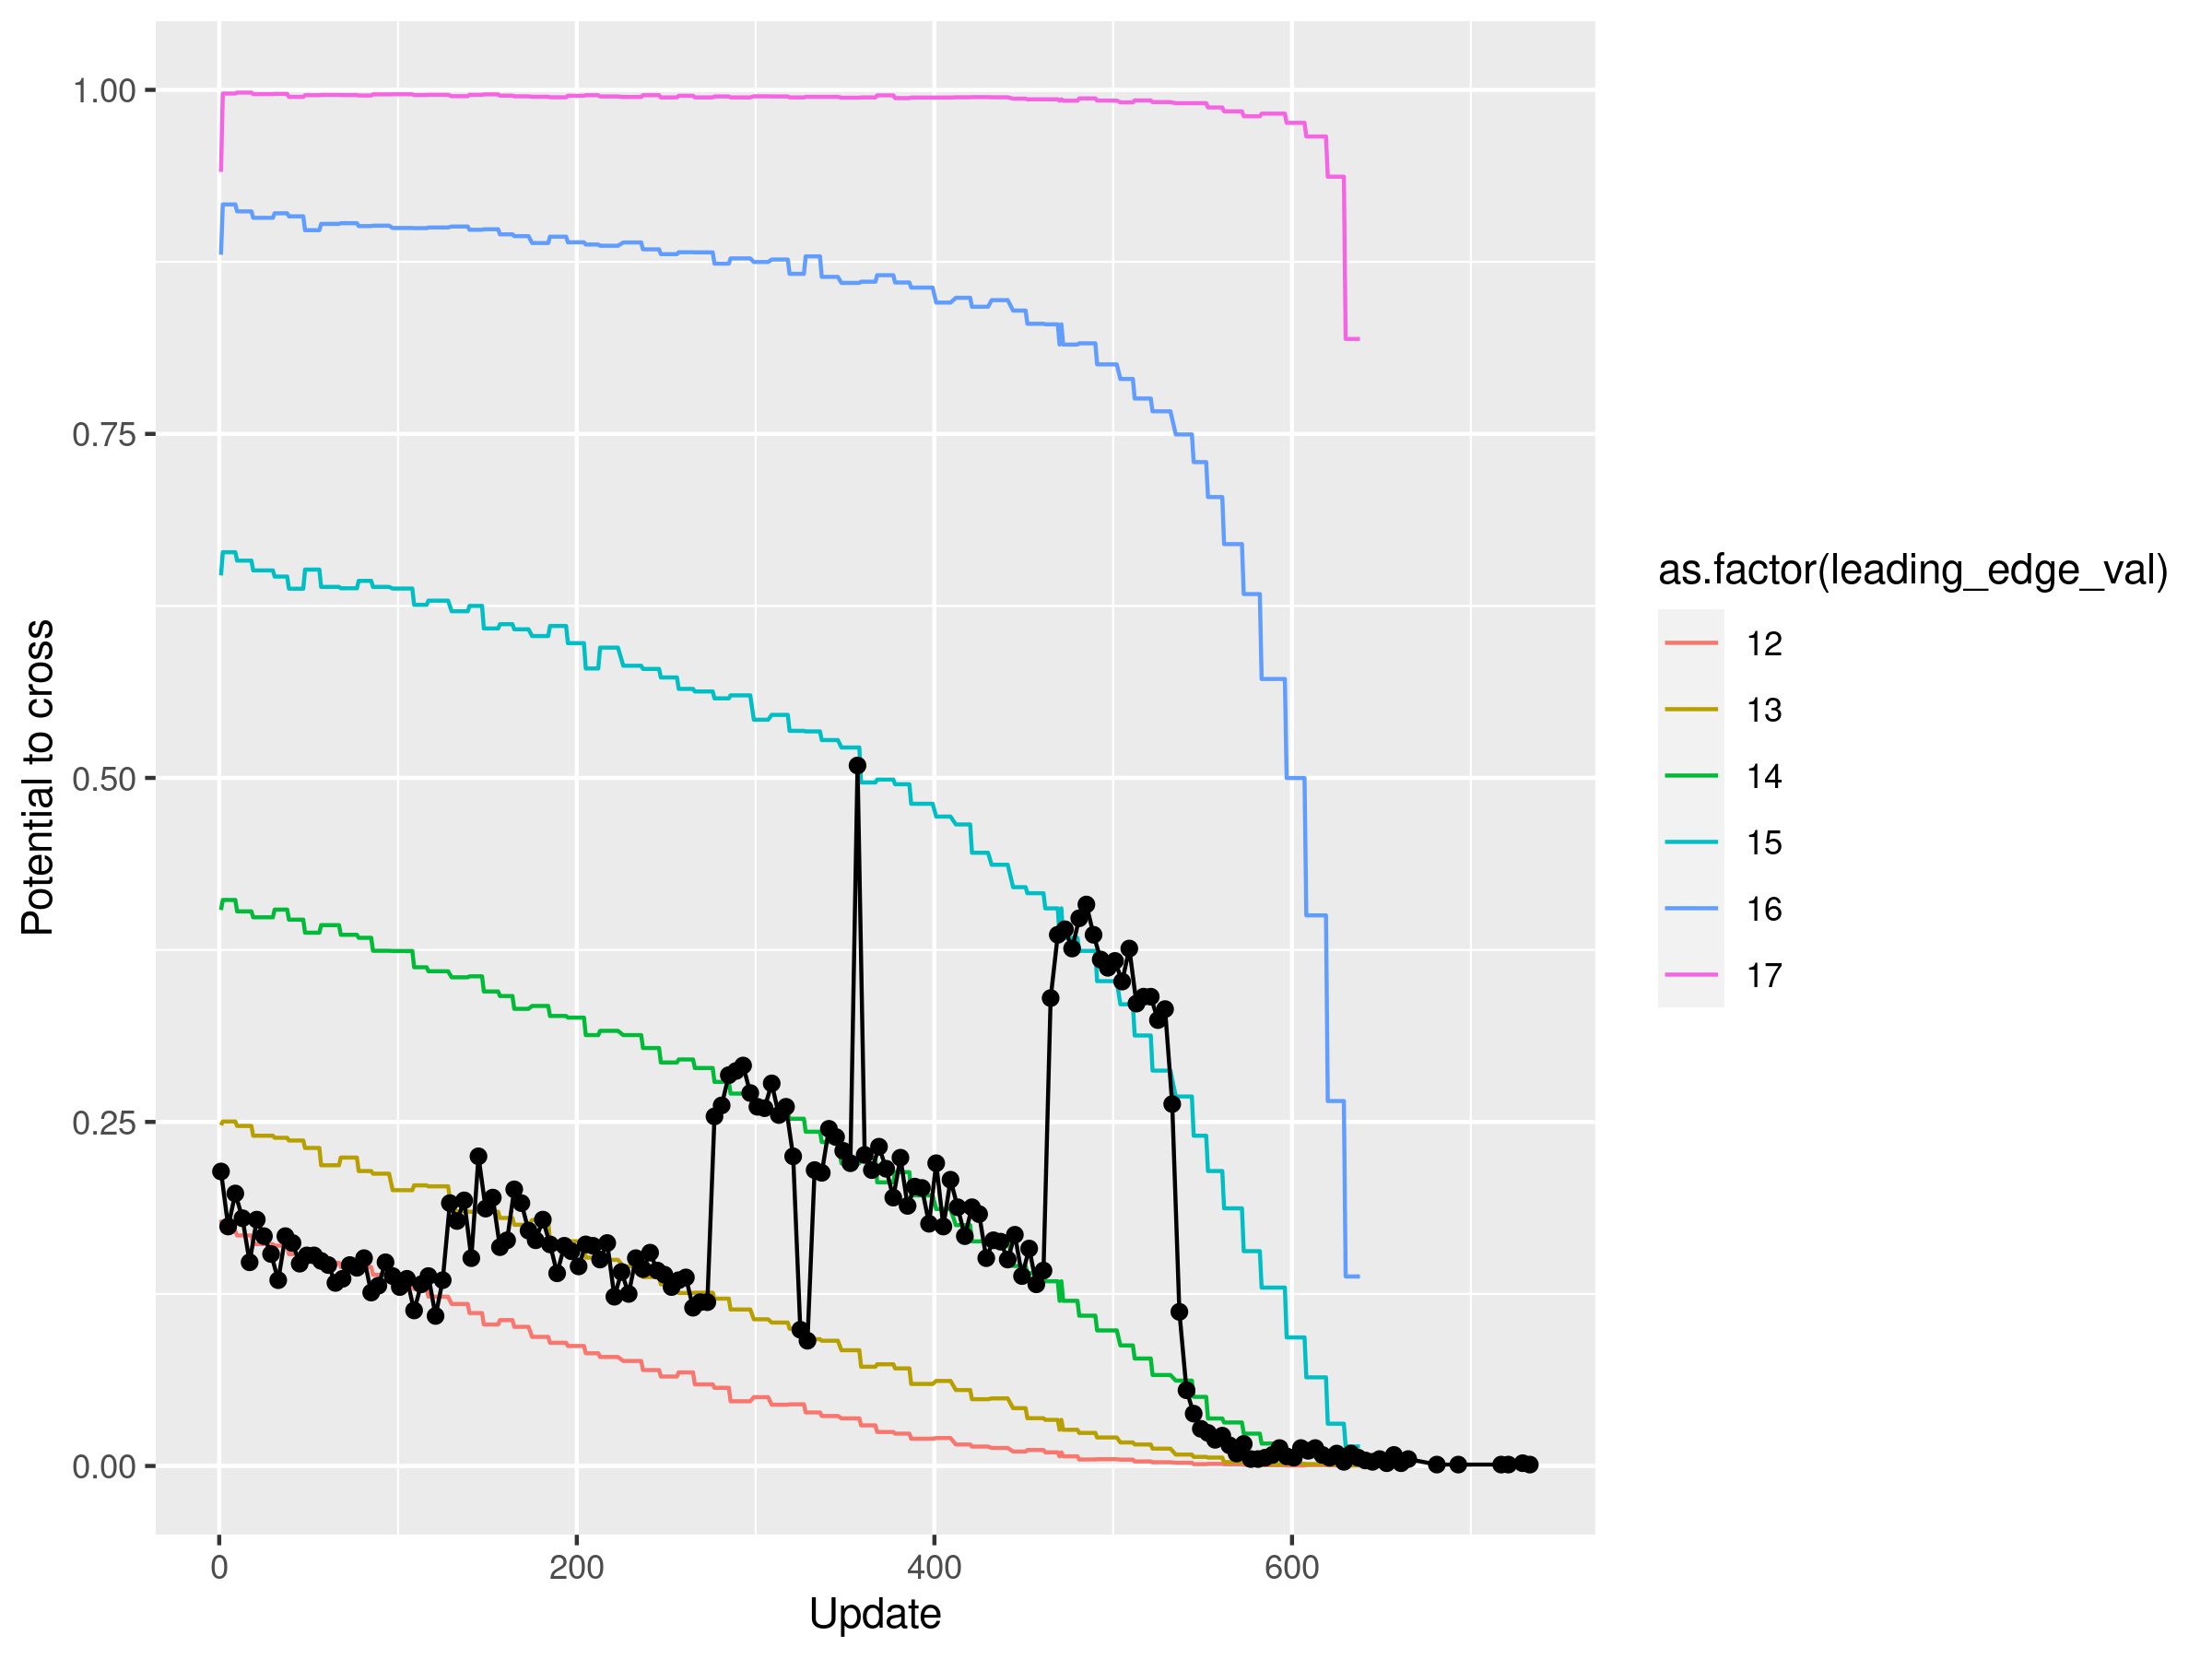 1.00
0.75
0.50
0.25
0.00
Potential to cross
0 200 400 600
Update
as.factor(leading_edge_val)
12
13
14
15
16
17